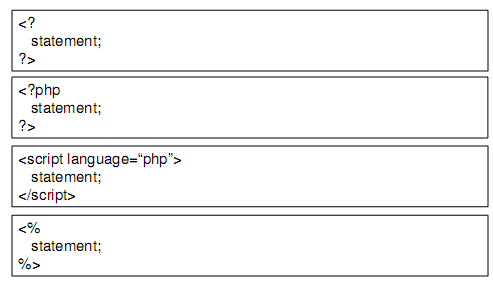 <?
statement;
?>
<?php
statement;
?>
<script language=“php”>
statement;
</script>
<%
statement;
%>